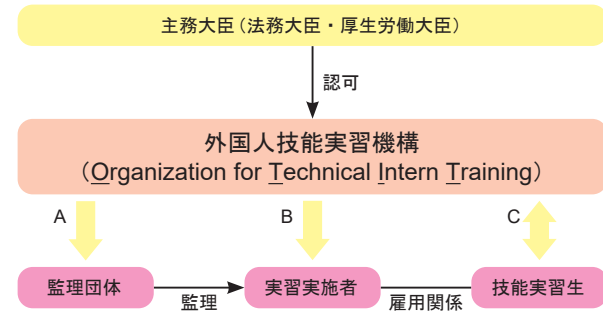 主務大臣(法務大臣・厚生労働大臣)
認可
外国人技能実習機構
(Organization for Technical Intern Training)
A
B
C
監理団体
監理
実習実施者
雇用関係
技能実習生